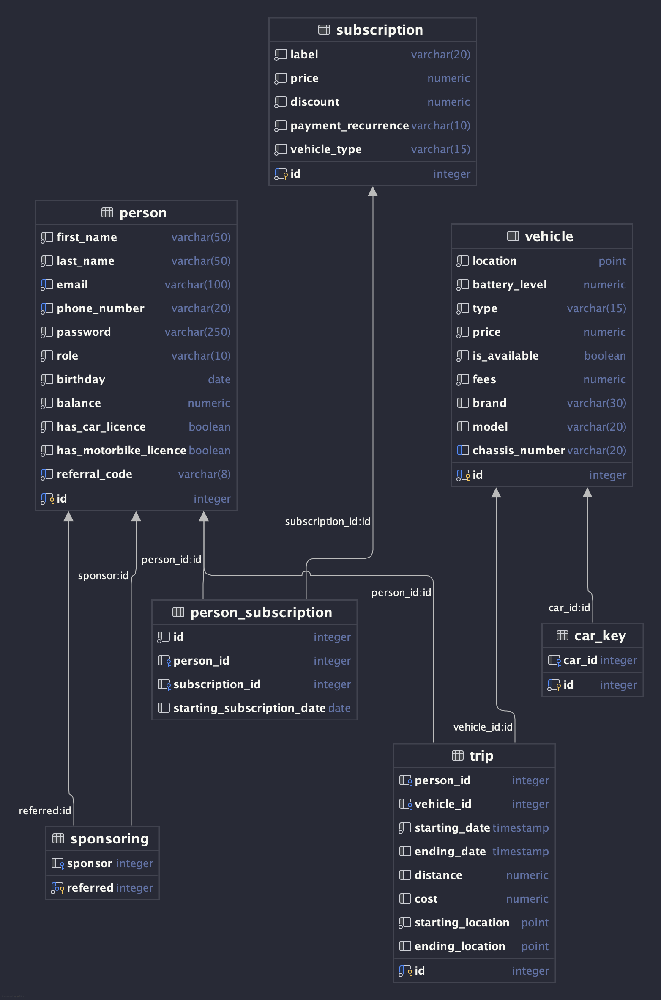 subscription
label varchar(20)
price numeric
discount numeric
payment_recurrence varchar(10)
vehicle_type varchar(15)
id integer
person
first_name varchar(50)
last_name varchar(50)
email varchar(100)
phone_number varchar(20)
password varchar(250)
role varchar(10)
birthday date
balance numeric
has_car_licence boolean
has_motorbike_licence boolean
referral_code varchar(8)
id integer
vehicle
location point
battery_level numeric
type varchar(15)
price numeric
is_available boolean
fees numeric
brand varchar(30)
model varchar(20)
chassis_number varchar(20)
id integer
subscription_id:id
person_id:id
sponsor:id
person_id:id
car_id:id
person_subscription
id integer
person_id integer
subscription_id integer
starting_subscription_date date
car_key
car_id integer
id integer
vehicle_id:id
trip
person_id integer
vehicle_id integer
starting_date timestamp
ending_date timestamp
distance numeric
cost numeric
starting_location point
ending_location point
id integer
referred:id
sponsoring
sponsor integer
referred integer